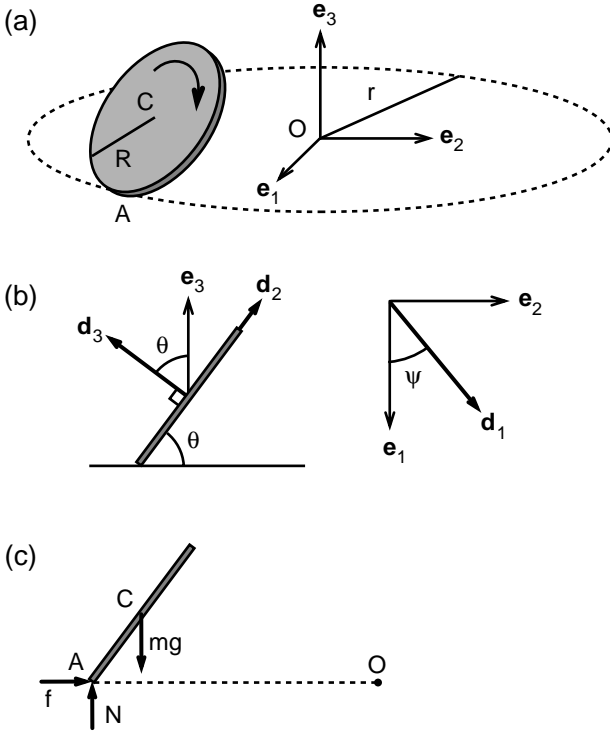 (a)
e3
r
C
O
e2
R
e1
A
(b)
e3
d2
d3
θ
θ
e2
ψ
d1
e1
(c)
C
mg
A
O
f
N